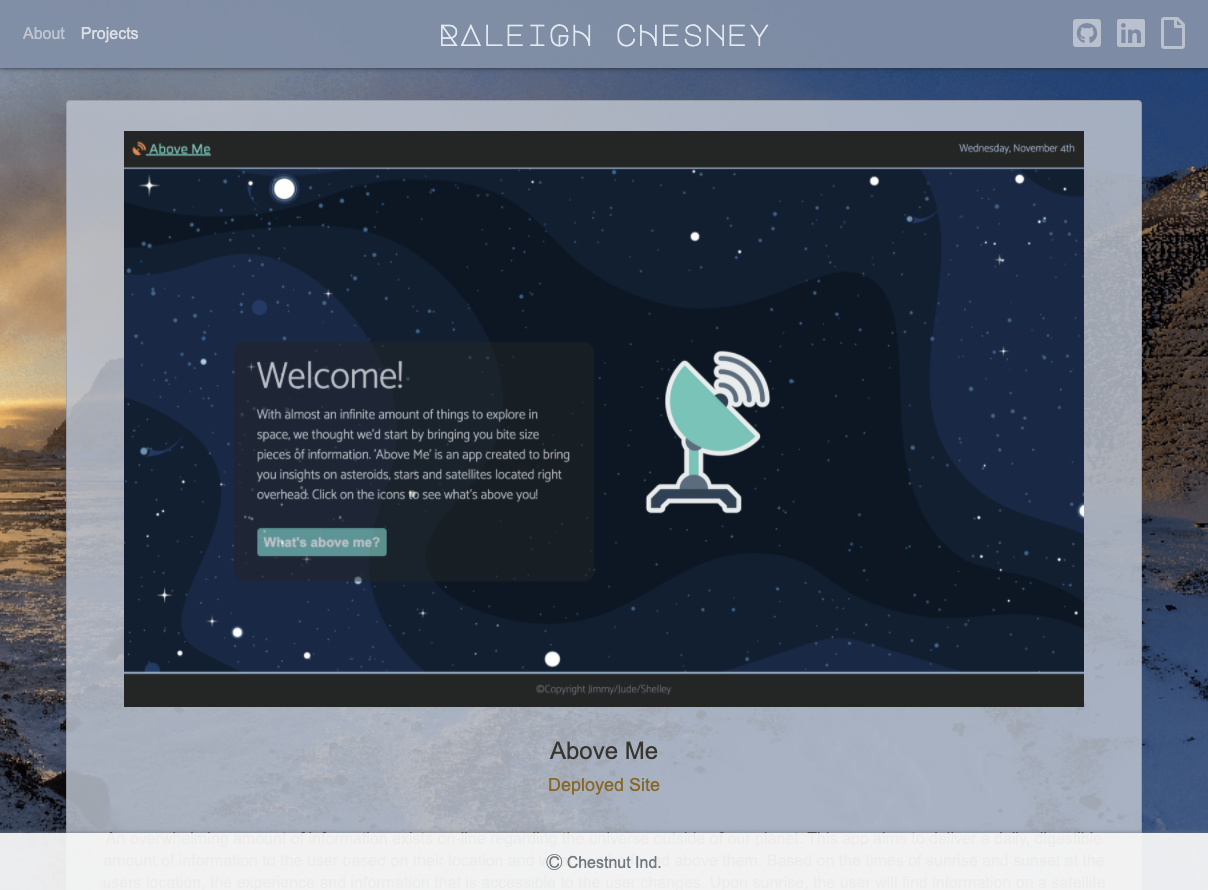 About Projects RALEIGH CHESNEY
Above Me Wednesday, November 4th
Welcome!
With almost an infinite amount of things to explore in
space, we thought we'd start by bringing you bite size
pieces of information. 'Above Me' is an app created to bring
you insights on asteroids, stars and satellites located right
overhead. Click on the icons to see what's above you!
What's above me?
©Copyright Jimmy/Jude/Shelley
Above Me
Deployed Site
An overwhelming amount of information exists on-line regarding the universe outside of our planet. This app aims to deliver a daily, digestible
amount of information to the user based on their location and above them. Based on the times of sunrise and sunset at the
users location, the experience and information that is accessible to the user changes. Upon sunrise, the user will find information on a satellite
© Chestnut Ind.